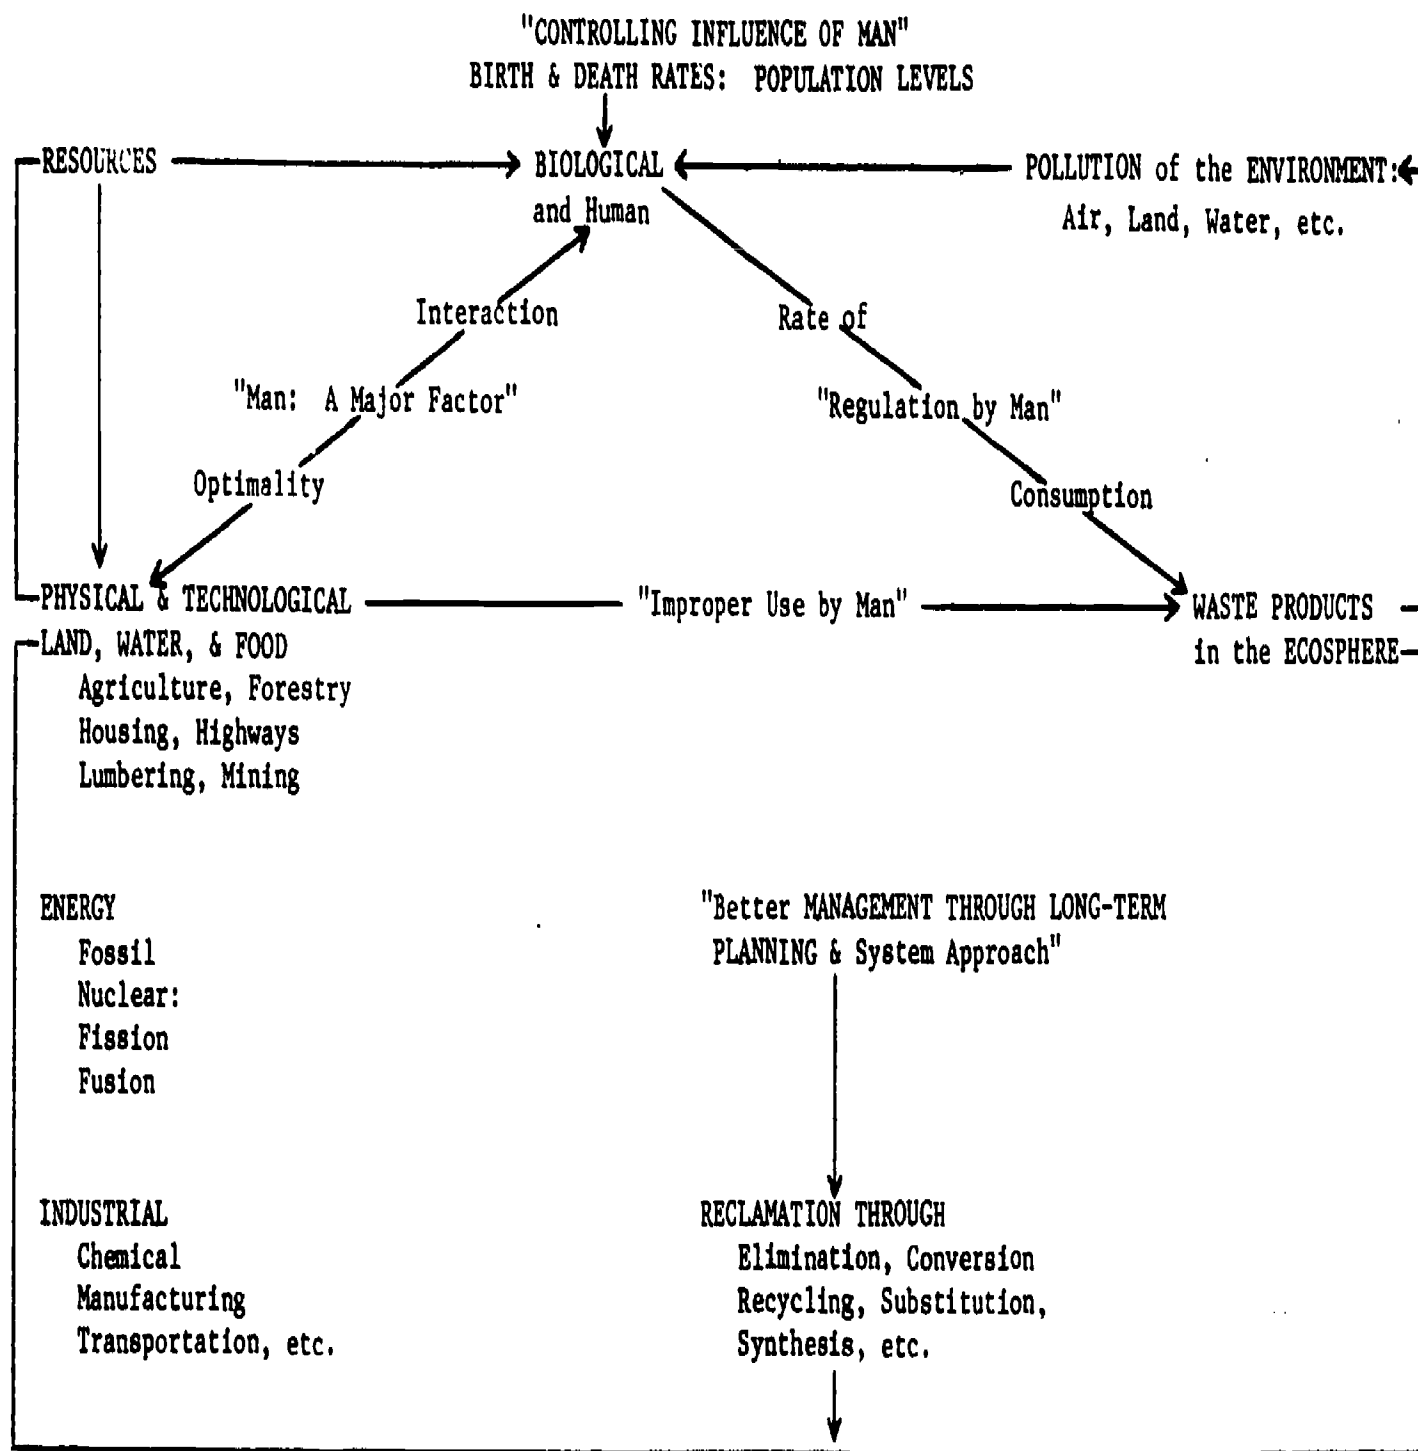 "CONTROLLING INFLUENCE OF MAN"
BIRTH & DEATH RATES: POPULATION LEVELS
RESOURCES
BIOLOGICAL
and Human
POLLUTION of the ENVIRONMENT:
Air, Land, Water, etc.
Interaction
Rate of
"Man: A Major Factor"
"Regulation by Man"
Optimality
Consumption
PHYSICAL & TECHNOLOGICAL
"Improper Use by Man"
WASTE PRODUCTS
in the ECOSPHERE
LAND, WATER, & FOOD
Agriculture, Forestry
Housing, Highways
Lumbering, Mining
ENERGY
Fossil
Nuclear:
Fission
Fusion
"Better MANAGEMENT THROUGH LONG-TERM
PLANNING & System Approach"
INDUSTRIAL
Chemical
Manufacturing
Transportation, etc.
RECLAMATION THROUGH
Elimination, Conversion
Recycling, Substitution,
Synthesis, etc.